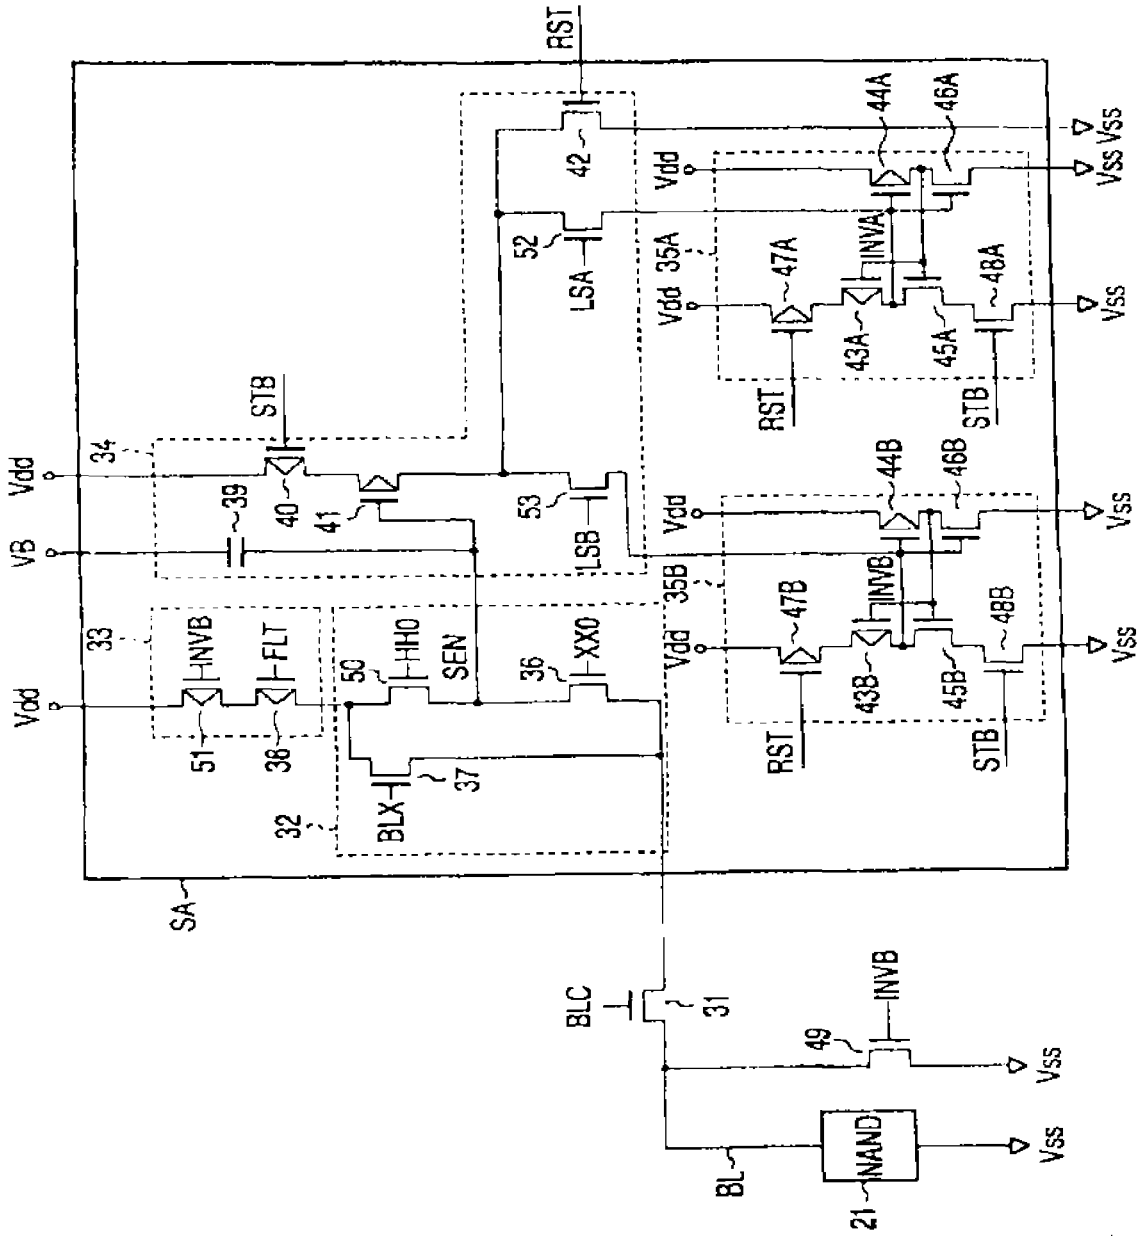 SA
Vdd
VB
Vdd
33
51
INVB
38
FLT
34
39
40
STB
41
32
BLX
37
50
HHO
SEN
36
XXO
53
LSB
52
LSA
42
RST
35B
Vdd
Vdd
47B
RST
43B
INVB
44B
46B
45B
48B
STB
Vss
Vss
35A
Vdd
Vdd
47A
RST
43A
INVA
44A
46A
45A
48A
STB
Vss
Vss
Vss
BLC
31
49
INVB
Vss
BL
21
NAND
Vss